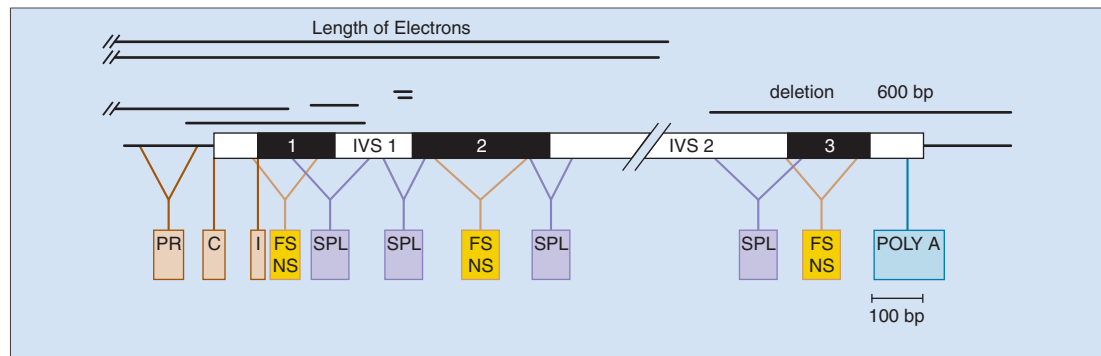 Length of Electrons
deletion 600 bp
1 IVS 1 2 IVS 2 3
PR C I FS SPL SPL FS SPL SPL FS POLY A
NS NS NS
100 bp